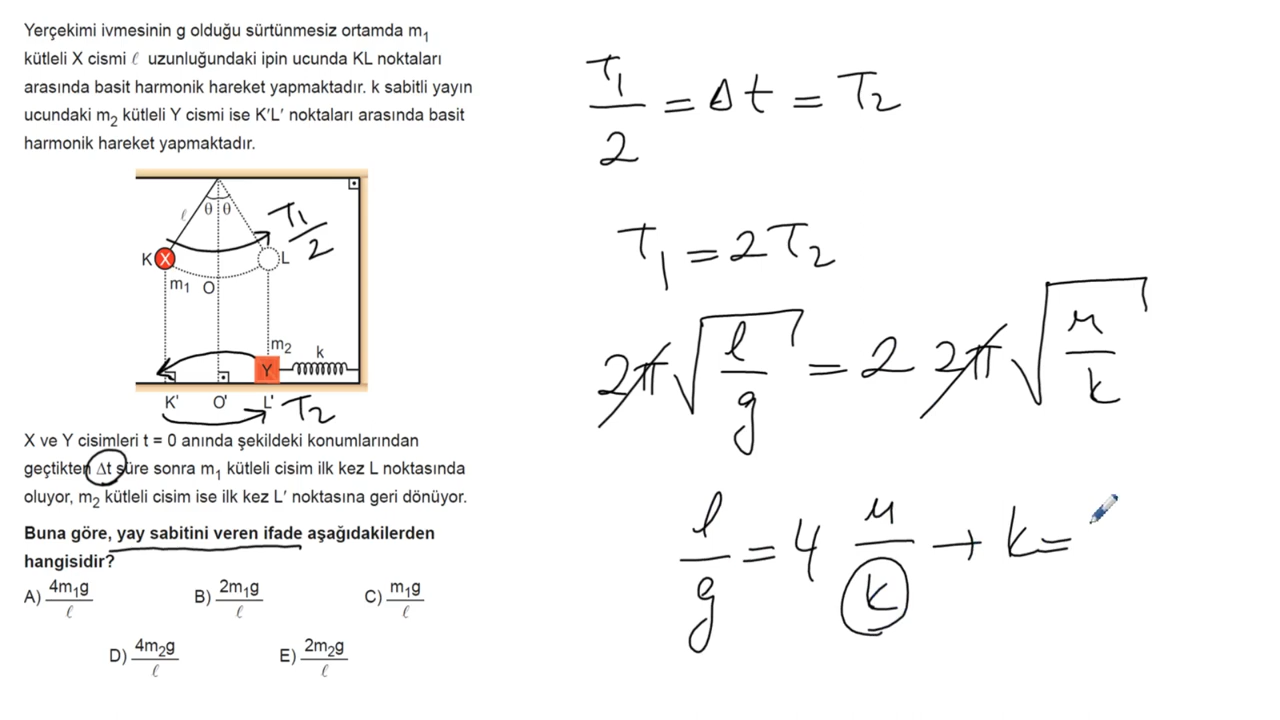 Yerçekimi ivmesinin g olduğu sürtünmesiz ortamda m₁
kütleli X cismi ℓ uzunluğundaki ipin ucunda KL noktaları
arasında basit harmonik hareket yapmaktadır. k sabitli yayın
ucundaki m₂ kütleli Y cismi ise K'L' noktaları arasında basit
harmonik hareket yapmaktadır.
θ θ
ℓ
T₁/2
K X L
m₁ O
m₂
k
Y
K' O' L' T₂
X ve Y cisimleri t = 0 anında şekildeki konumlarından
geçtikten Δt süre sonra m₁ kütleli cisim ilk kez L noktasında
oluyor, m₂ kütleli cisim ise ilk kez L' noktasına geri dönüyor.
Buna göre, yay sabitini veren ifade aşağıdakilerden
hangisidir?
A) 4m₁g/ℓ B) 2m₁g/ℓ C) m₁g/ℓ
D) 4m₂g/ℓ E) 2m₂g/ℓ
T₁/2 = Δt = T₂
T₁ = 2T₂
2π√(l/g) = 2 2π√(m/k)
l/g = 4 m/k → k =